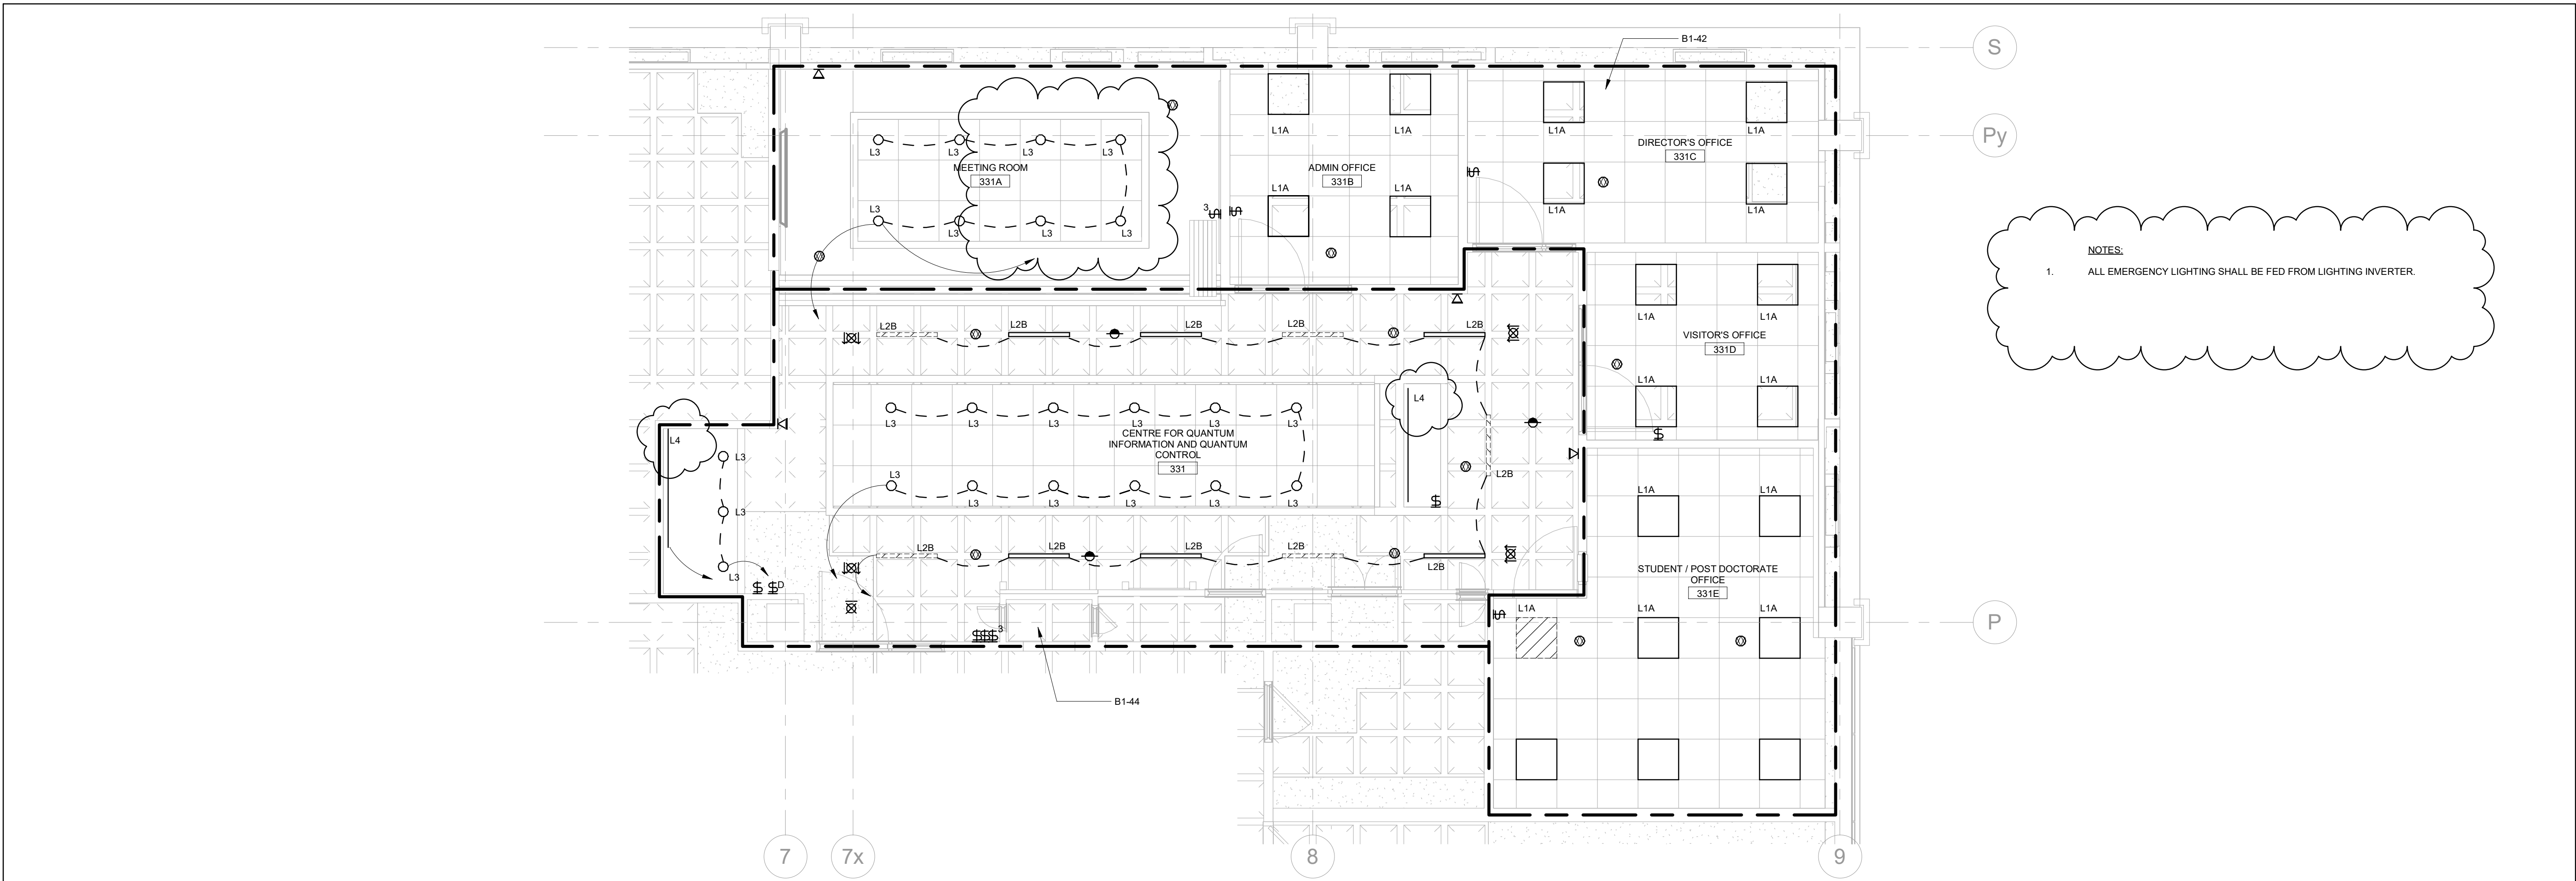 B1-42
S
Py
L3 L3 L3 L3
L1A L1A
L1A L1A
MEETING ROOM
331A
ADMIN OFFICE
331B
DIRECTOR'S OFFICE
331C
L1A L1A
L1A L1A
L3
L3 L3 L3
3
NOTES:
1. ALL EMERGENCY LIGHTING SHALL BE FED FROM LIGHTING INVERTER.
L2B L2B L2B L2B L2B
L1A L1A
VISITOR'S OFFICE
331D
L1A L1A
L4
L3 L3 L3 L3 L3 L3
CENTRE FOR QUANTUM
INFORMATION AND QUANTUM
CONTROL
331
L4
L3
L3
L3 L3 L3 L3 L3
L2B
L3
L1A L1A
L2B L2B L2B L2B
L2B
L3
D
STUDENT / POST DOCTORATE
OFFICE
331E
L1A L1A L1A
3
P
B1-44
7
7x
8
9